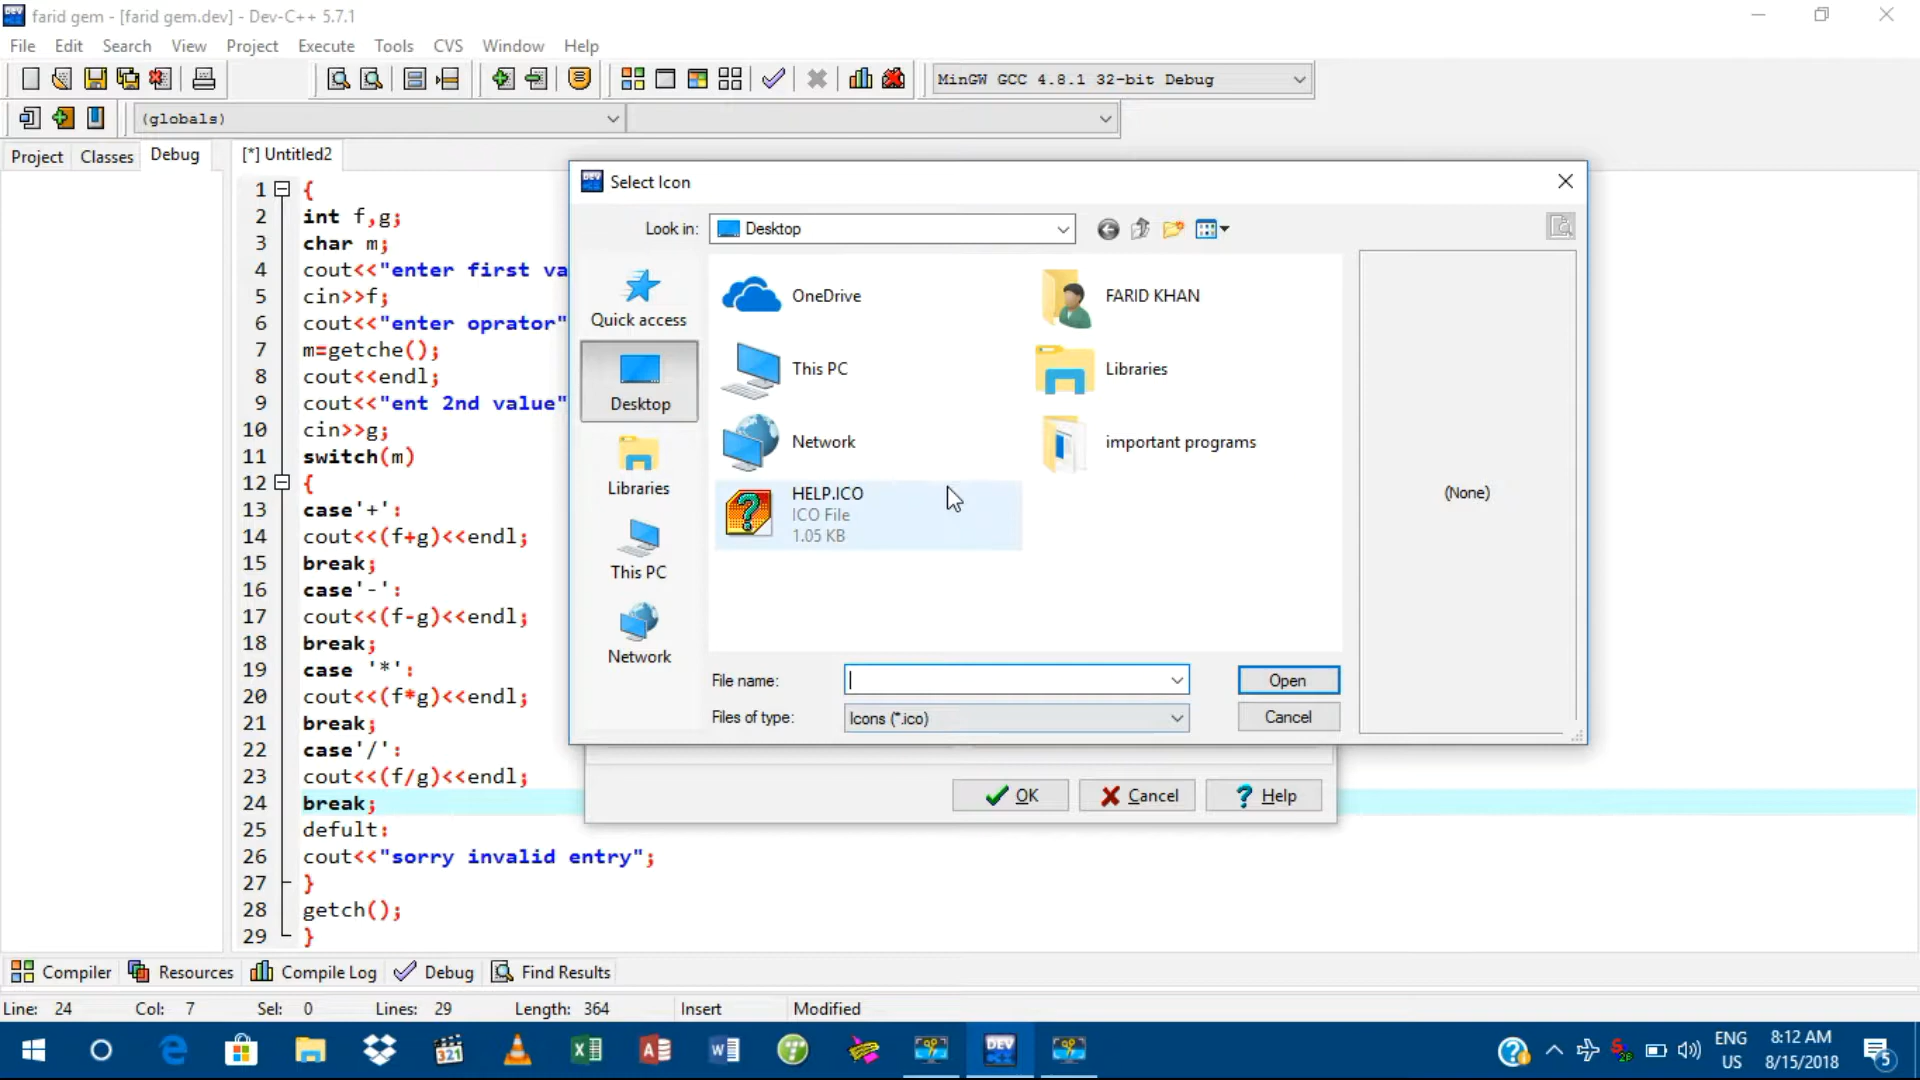 farid gem - [farid gem.dev] - Dev-C++ 5.7.1
File Edit Search View Project Execute Tools CVS Window Help
MinGW GCC 4.8.1 32-bit Debug
(globals)
Project Classes Debug [*] Untitled2
1 {
2 int f,g;
3 char m;
4 cout<<"enter first va
5 cin>>f;
6 cout<<"enter oprator"
7 m=getche();
8 cout<<endl;
9 cout<<"ent 2nd value"
10 cin>>g;
11 switch(m)
12 {
13 case'+':
14 cout<<(f+g)<<endl;
15 break;
16 case'-':
17 cout<<(f-g)<<endl;
18 break;
19 case '*':
20 cout<<(f*g)<<endl;
21 break;
22 case'/':
23 cout<<(f/g)<<endl;
24 break;
25 defult:
26 cout<<"sorry invalid entry";
27 }
28 getch();
29 }
Select Icon
Look in: Desktop
Quick access
Desktop
Libraries
This PC
Network
OneDrive FARID KHAN
This PC Libraries
Network important programs
HELP.ICO
ICO File
1.05 KB
(None)
File name: Open
Files of type: Icons (*.ico) Cancel
OK Cancel Help
Compiler Resources Compile Log Debug Find Results
Line: 24 Col: 7 Sel: 0 Lines: 29 Length: 364 Insert Modified
ENG
US
8:12 AM
8/15/2018
5